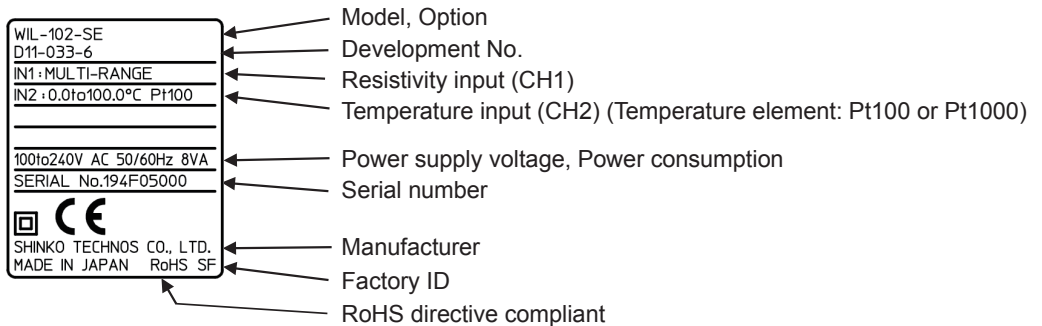 WIL-102-SE
D11-033-6
IN1:MULTI-RANGE
IN2:0.0to100.0°C Pt100
100to240V AC 50/60Hz 8VA
SERIAL No.194F05000
CE
SHINKO TECHNOS CO., LTD.
MADE IN JAPAN RoHS SF
Model, Option
Development No.
Resistivity input (CH1)
Temperature input (CH2) (Temperature element: Pt100 or Pt1000)
Power supply voltage, Power consumption
Serial number
Manufacturer
Factory ID
RoHS directive compliant